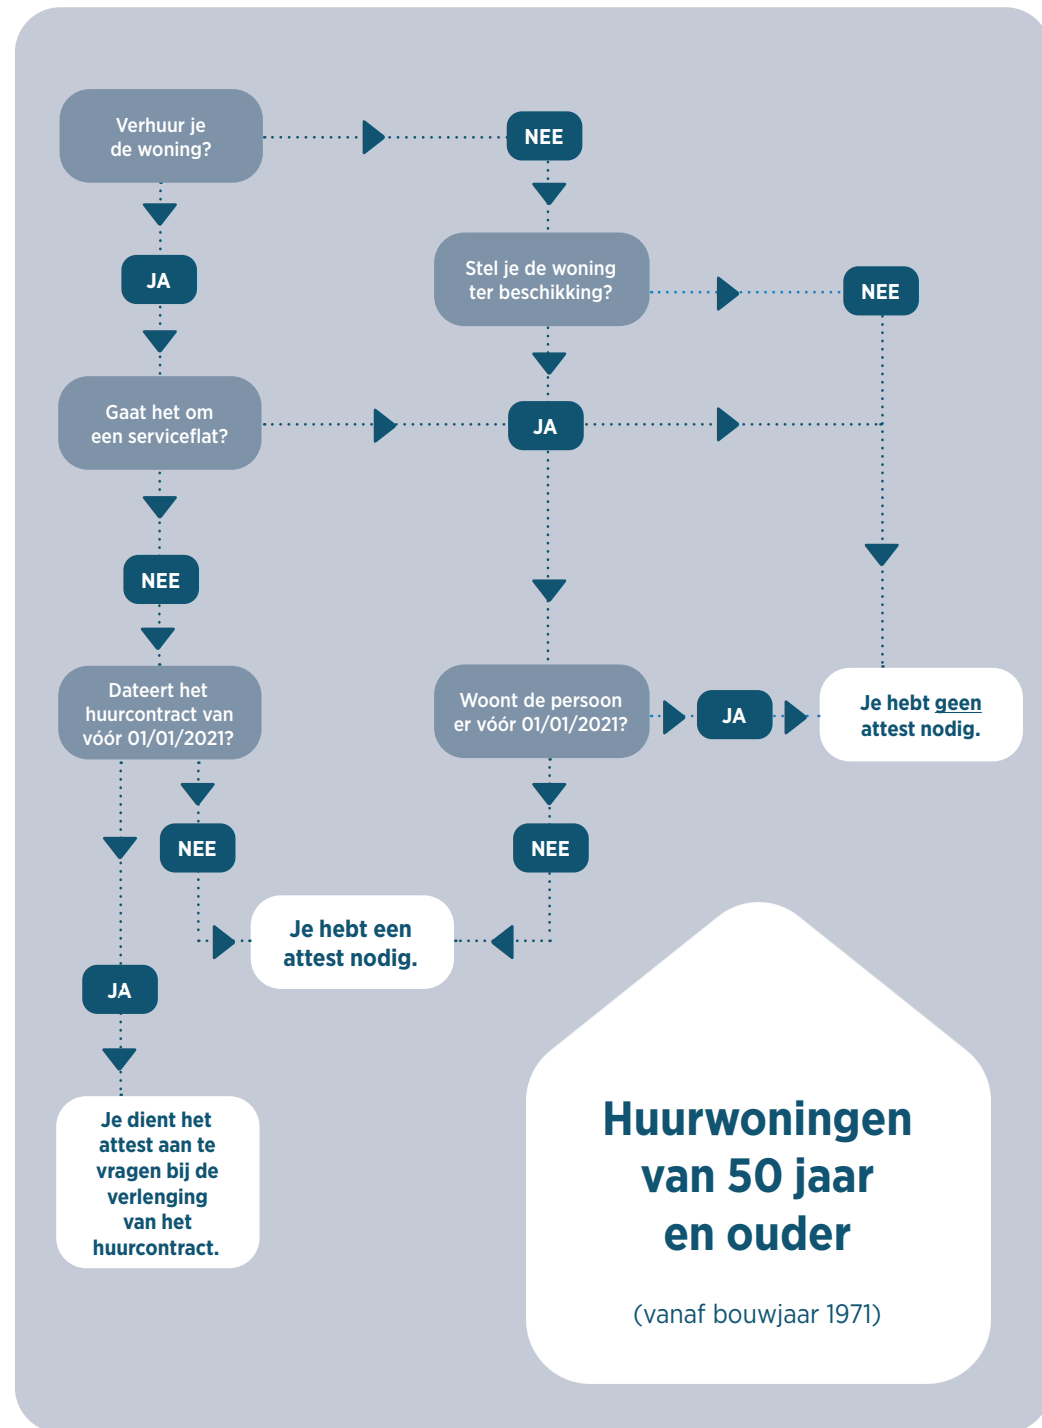 Verhuur je
de woning?
NEE
JA
Stel je de woning
ter beschikking?
NEE
Gaat het om
een serviceflat?
JA
NEE
Dateert het
huurcontract van
vóór 01/01/2021?
Woont de persoon
er vóór 01/01/2021?
JA
Je hebt geen
attest nodig.
NEE
NEE
Je hebt een
attest nodig.
JA
Je dient het
attest aan te
vragen bij de
verlenging
van het
huurcontract.
Huurwoningen
van 50 jaar
en ouder
(vanaf bouwjaar 1971)